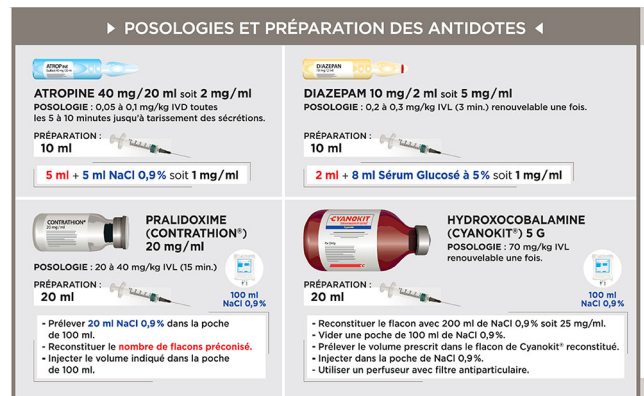 POSOLOGIES ET PRÉPARATION DES ANTIDOTES
ATROPine
ATROPINE 40 mg/20 ml soit 2 mg/ml
POSOLOGIE : 0,05 à 0,1 mg/kg IVD toutes
les 5 à 10 minutes jusqu'à tarissement des sécrétions.
PRÉPARATION :
10 ml
5 ml + 5 ml NaCl 0,9% soit 1 mg/ml
DIAZEPAN
DIAZEPAM 10 mg/2 ml soit 5 mg/ml
POSOLOGIE : 0,2 à 0,3 mg/kg IVL (3 min.) renouvelable une fois.
PRÉPARATION :
10 ml
2 ml + 8 ml Sérum Glucosé à 5% soit 1 mg/ml
CONTRATHION®
20 mg/ml
PRALIDOXIME
(CONTRATHION®)
20 mg/ml
POSOLOGIE : 20 à 40 mg/kg IVL (15 min.)
PRÉPARATION :
20 ml
100 ml
NaCl 0,9%
- Prélever 20 ml NaCl 0,9% dans la poche
de 100 ml.
- Reconstituer le nombre de flacons préconisé.
- Injecter le volume indiqué dans la poche
de 100 ml.
CYANOKIT
HYDROXOCOBALAMINE
(CYANOKIT®) 5 G
POSOLOGIE : 70 mg/kg IVL
renouvelable une fois.
PRÉPARATION :
20 ml
100 ml
NaCl 0,9%
- Reconstituer le flacon avec 200 ml de NaCl 0,9% soit 25 mg/ml.
- Vider une poche de 100 ml de NaCl 0,9%.
- Prélever le volume prescrit dans le flacon de Cyanokit® reconstitué.
- Injecter dans la poche de NaCl 0,9%.
- Utiliser un perfuseur avec filtre antiparticulaire.